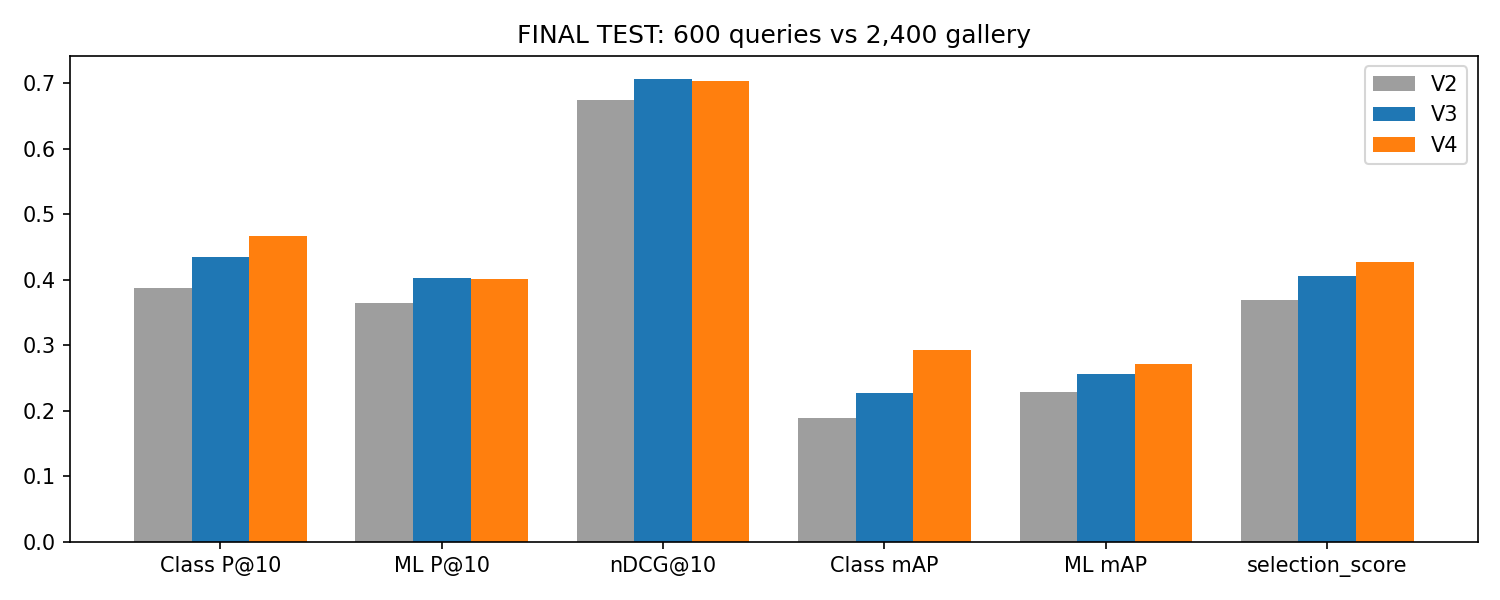 FINAL TEST: 600 queries vs 2,400 gallery
V2
V3
V4
0.7
0.6
0.5
0.4
0.3
0.2
0.1
0.0
Class P@10 ML P@10 nDCG@10 Class mAP ML mAP selection_score